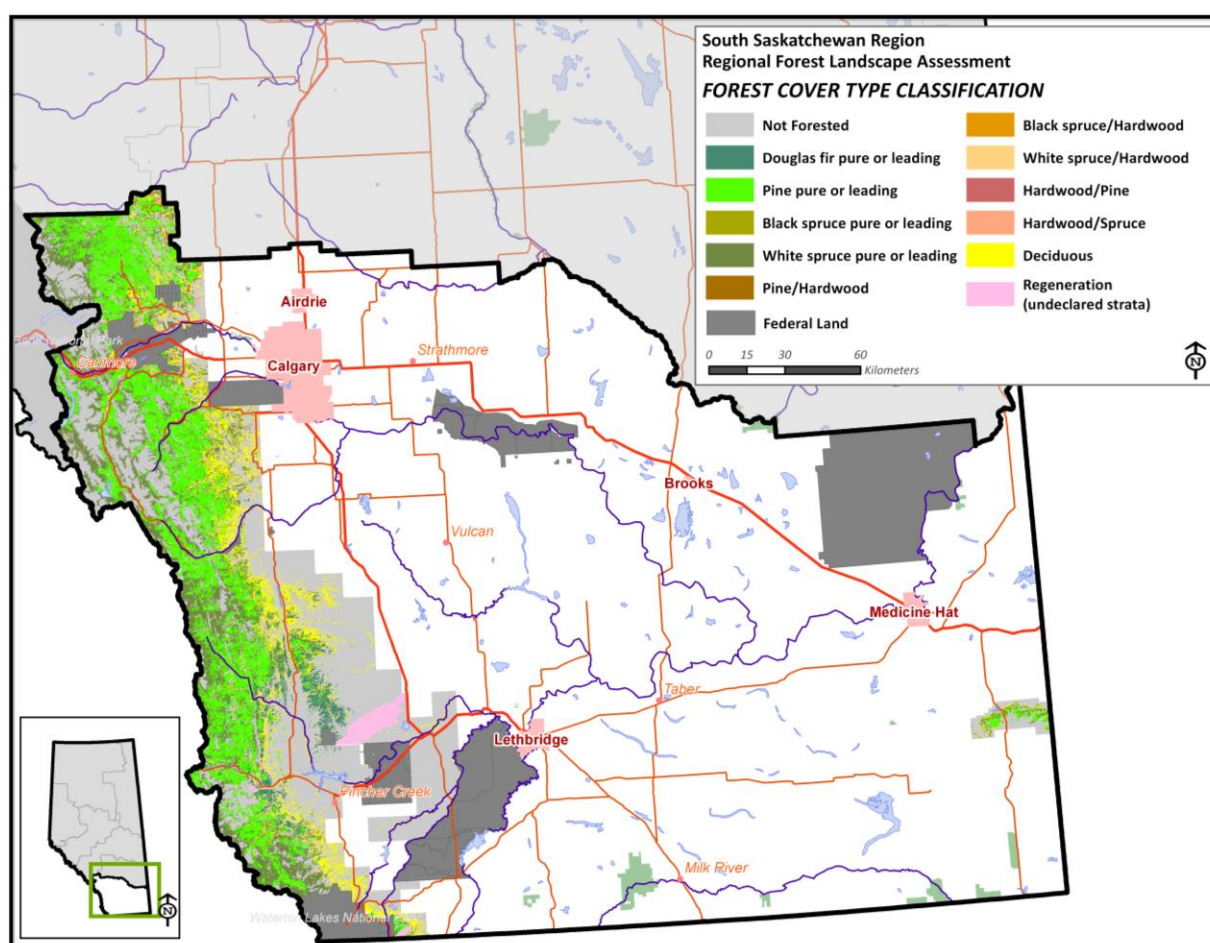 South Saskatchewan Region
Regional Forest Landscape Assessment
FOREST COVER TYPE CLASSIFICATION
Not Forested
Douglas fir pure or leading
Pine pure or leading
Black spruce pure or leading
White spruce pure or leading
Pine/Hardwood
Federal Land
Black spruce/Hardwood
White spruce/Hardwood
Hardwood/Pine
Hardwood/Spruce
Deciduous
Regeneration
(undeclared strata)
0 15 30 60
Kilometers
N
Airdrie
National Park
Canmore
Strathmore
Calgary
Brooks
Vulcan
Medicine Hat
Taber
Lethbridge
Pincher Creek
Milk River
Waterton Lakes National Park
N